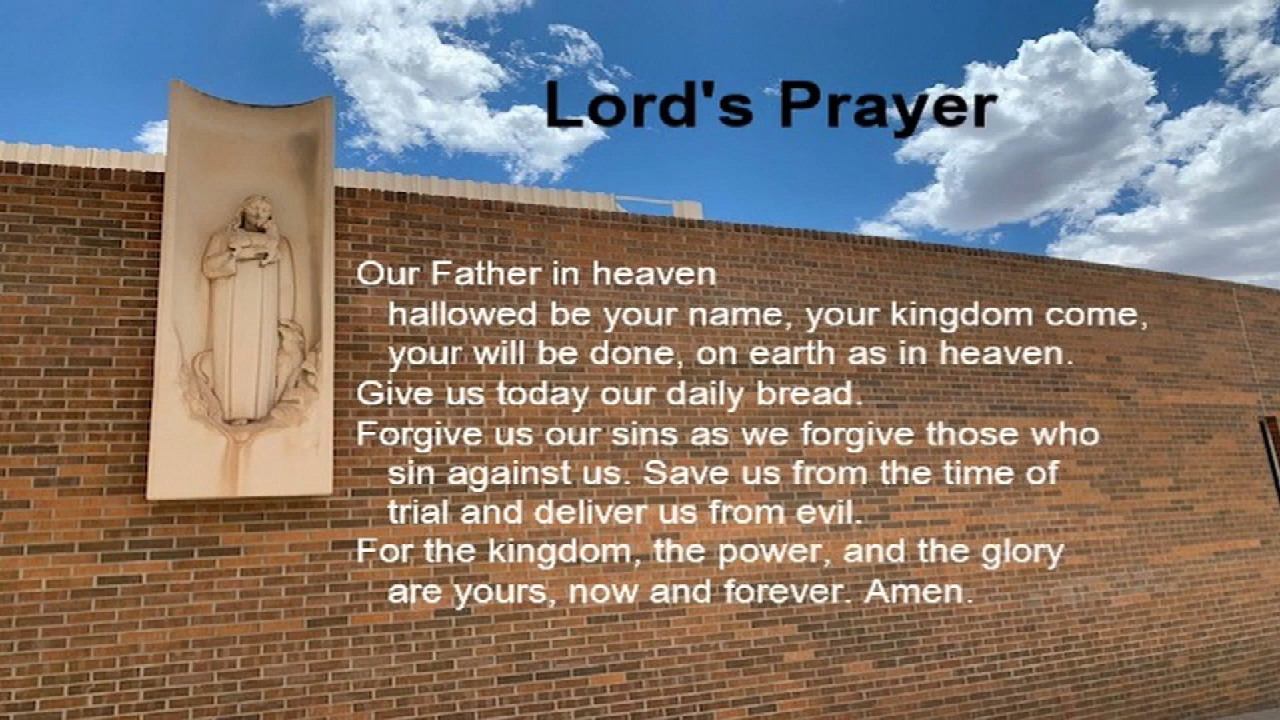 Lord's Prayer
Our Father in heaven
hallowed be your name, your kingdom come,
your will be done, on earth as in heaven.
Give us today our daily bread.
Forgive us our sins as we forgive those who
sin against us. Save us from the time of
trial and deliver us from evil.
For the kingdom, the power, and the glory
are yours, now and forever. Amen.